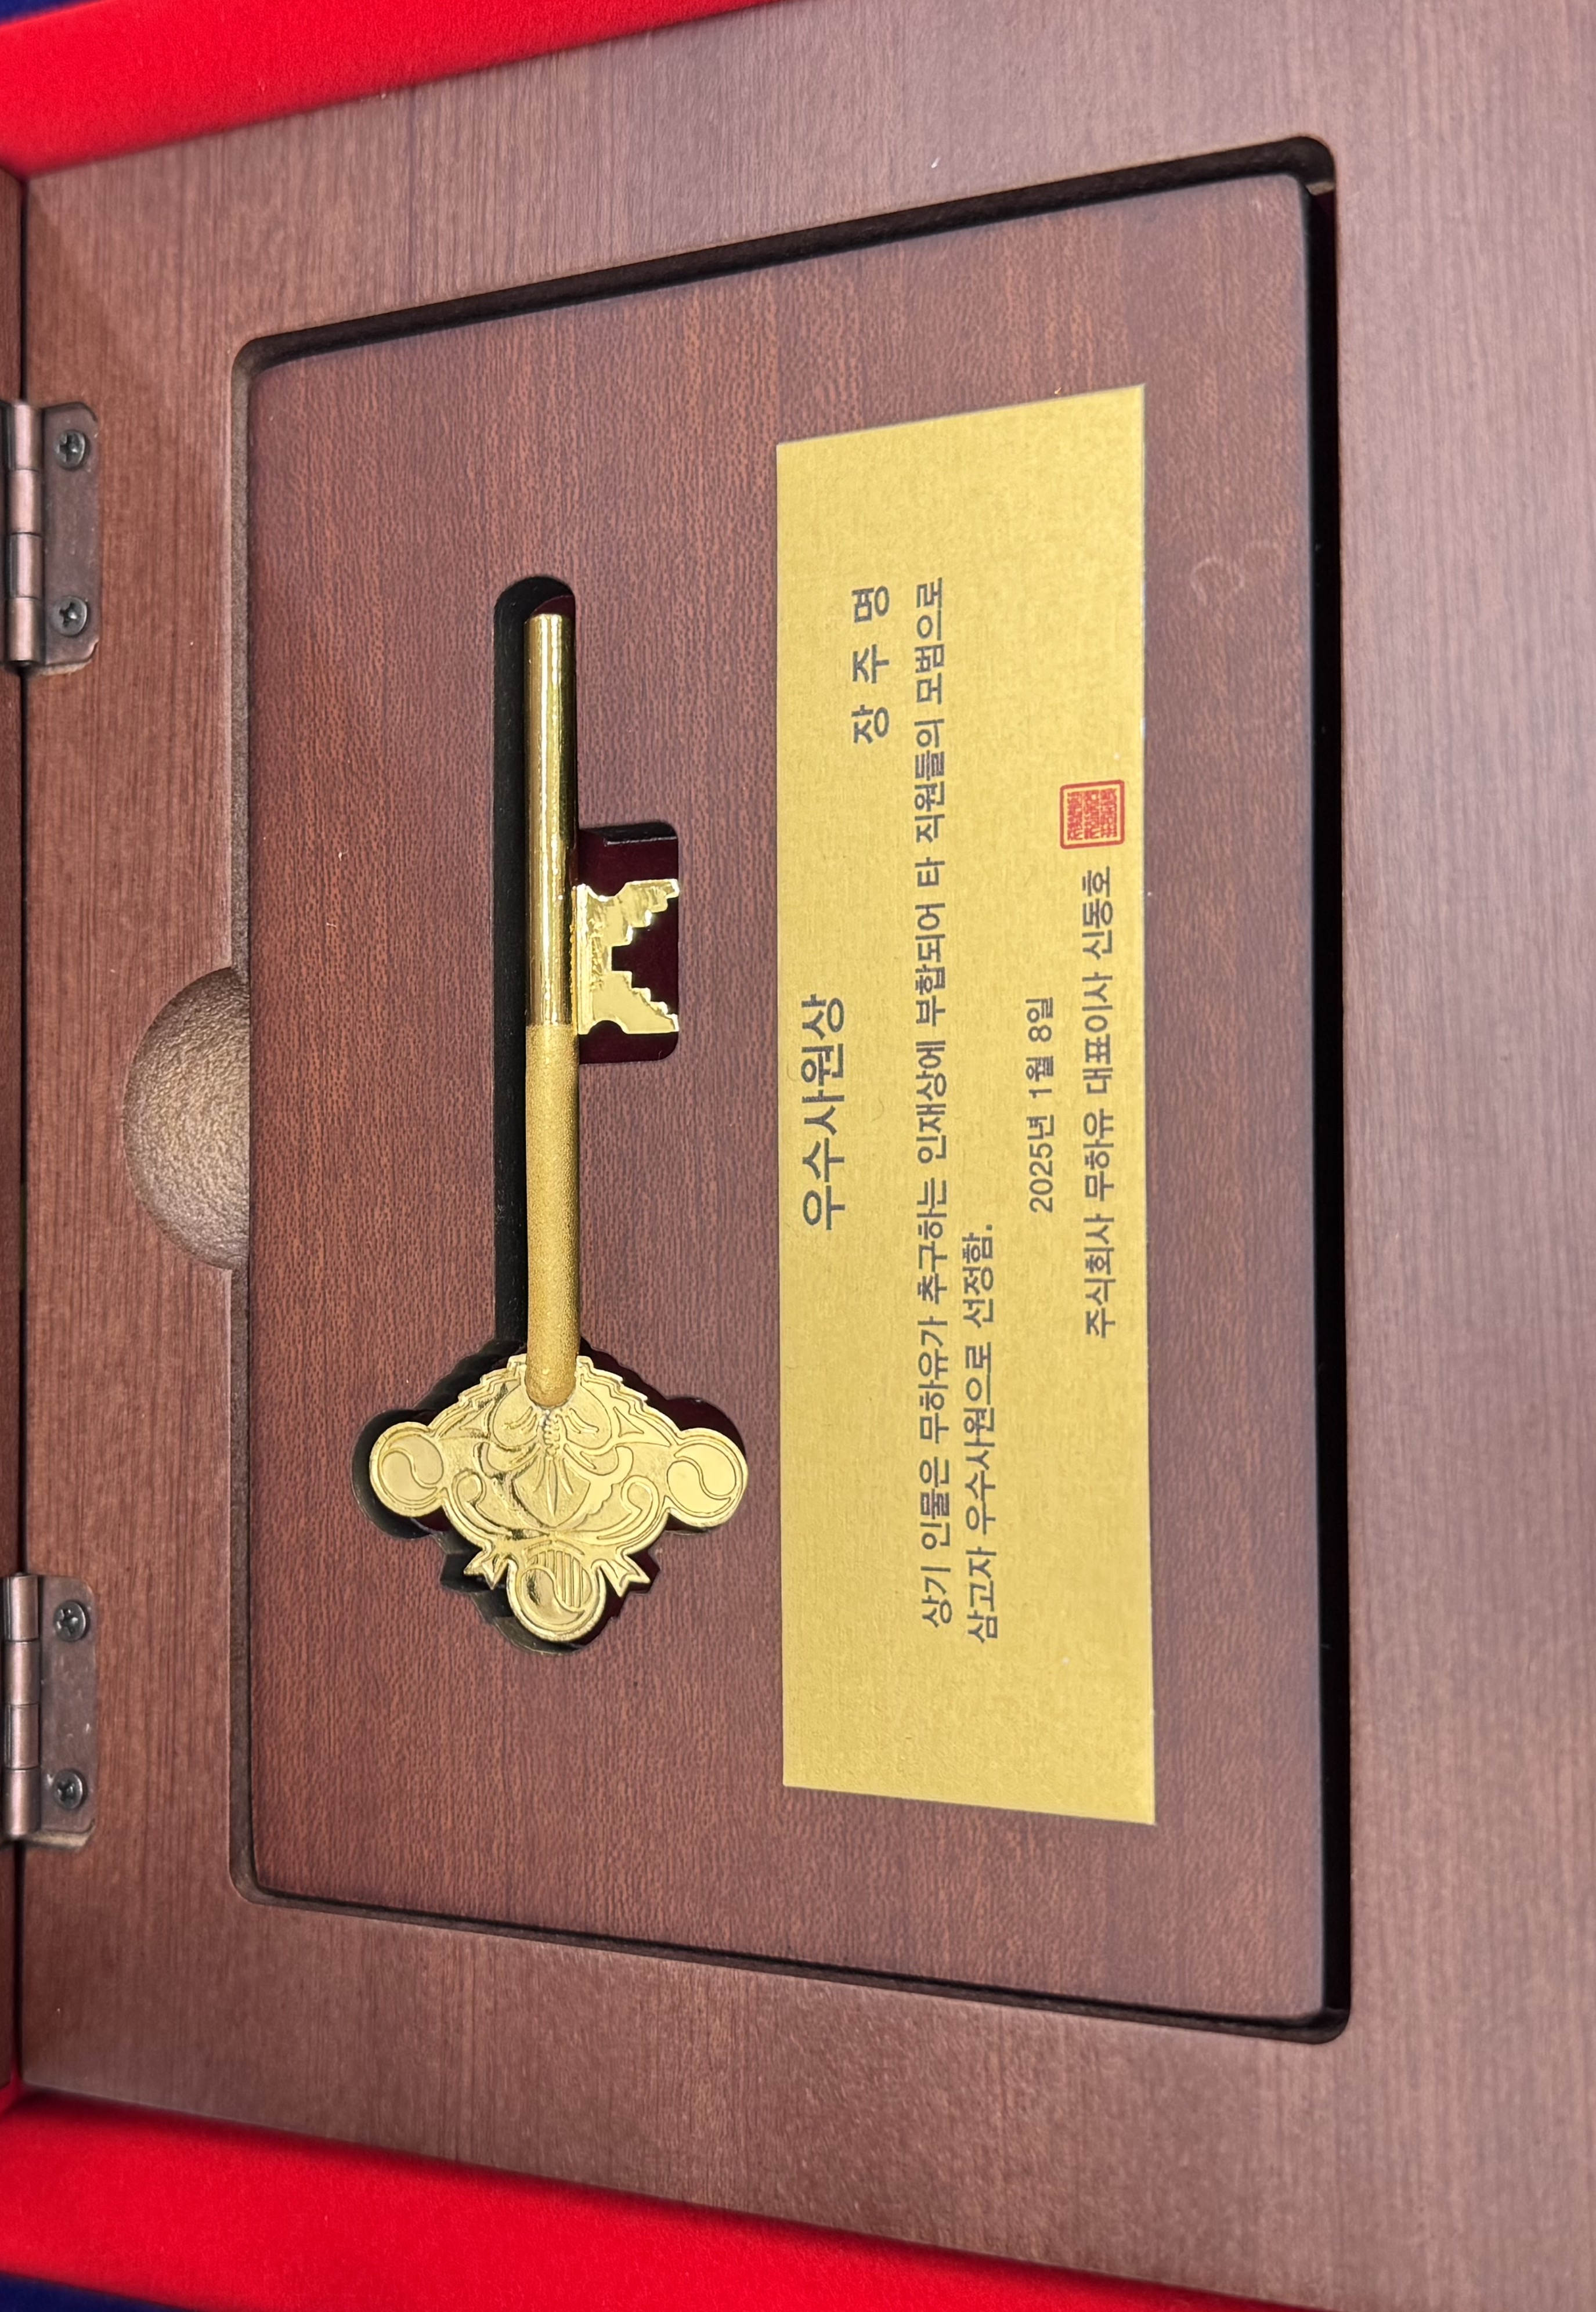 우수사원상
장 주 명
상기 인물은 무하유가 추구하는 인재상에 부합되어 타 직원들의 모범으로
삼고자 우수사원으로 선정함.
2025년 1월 8일
주식회사 무하유 대표이사 신동호